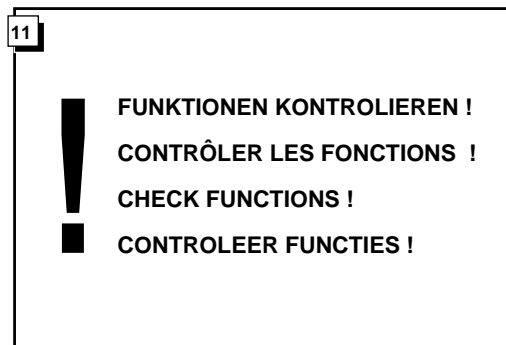 11
! FUNKTIONEN KONTROLIEREN !
CONTRÔLER LES FONCTIONS !
CHECK FUNCTIONS !
CONTROLEER FUNCTIES !